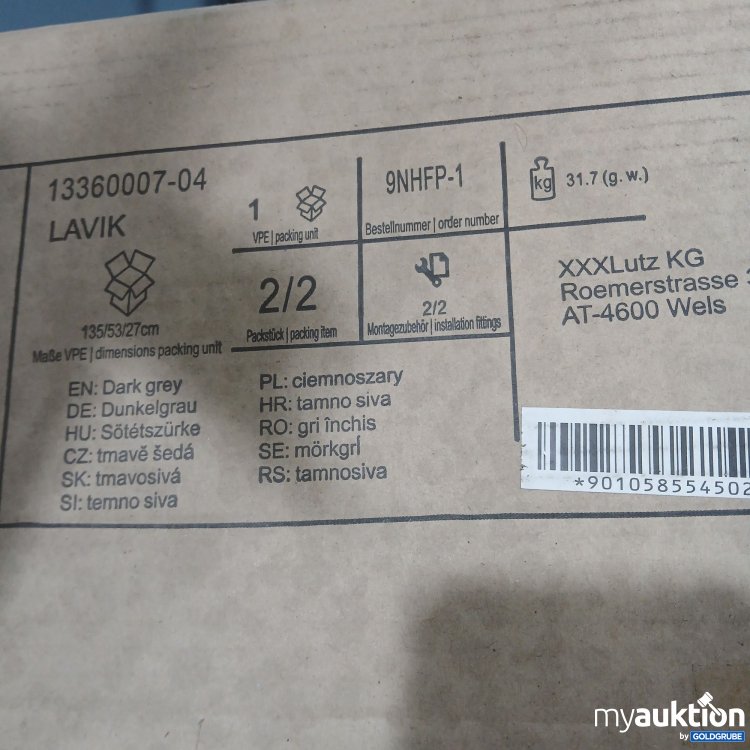 13360007-04
LAVIK
135/53/27cm
Maße VPE | dimensions packing unit
1
VPE | packing unit
2/2
Packstück | packing item
9NHFP-1
Bestellnummer | order number
2/2
Montagezubehör | installation fittings
kg 31.7 (g.w.)
XXXLutz KG
Roemerstrasse
AT-4600 Wels
EN: Dark grey
DE: Dunkelgrau
HU: Sötétszürke
CZ: tmavě šedá
SK: tmavosivá
SI: temno siva
PL: ciemnoszary
HR: tamno siva
RO: gri închis
SE: mörkgr
RS: tamnosiva
*901058554502
myauktion
by GOLDGRUBE